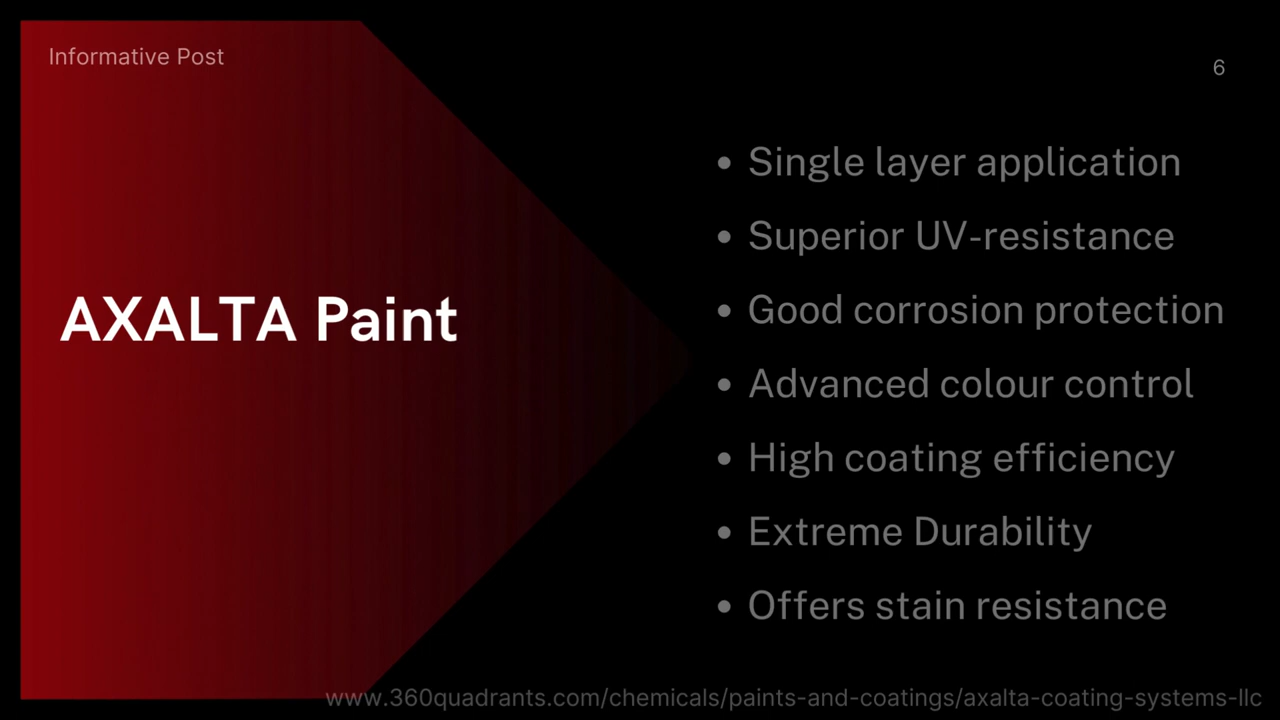 Informative Post
6
AXALTA Paint
• Single layer application
• Superior UV-resistance
• Good corrosion protection
• Advanced colour control
• High coating efficiency
• Extreme Durability
• Offers stain resistance
www.360quadrants.com/chemicals/paints-and-coatings/axalta-coating-systems-llc